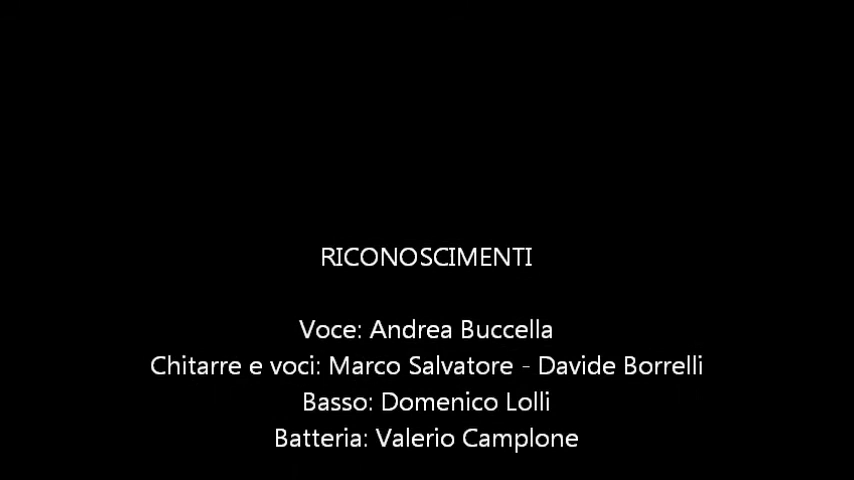 RICONOSCIMENTI
Voce: Andrea Buccella
Chitarre e voci: Marco Salvatore - Davide Borrelli
Basso: Domenico Lolli
Batteria: Valerio Camplone